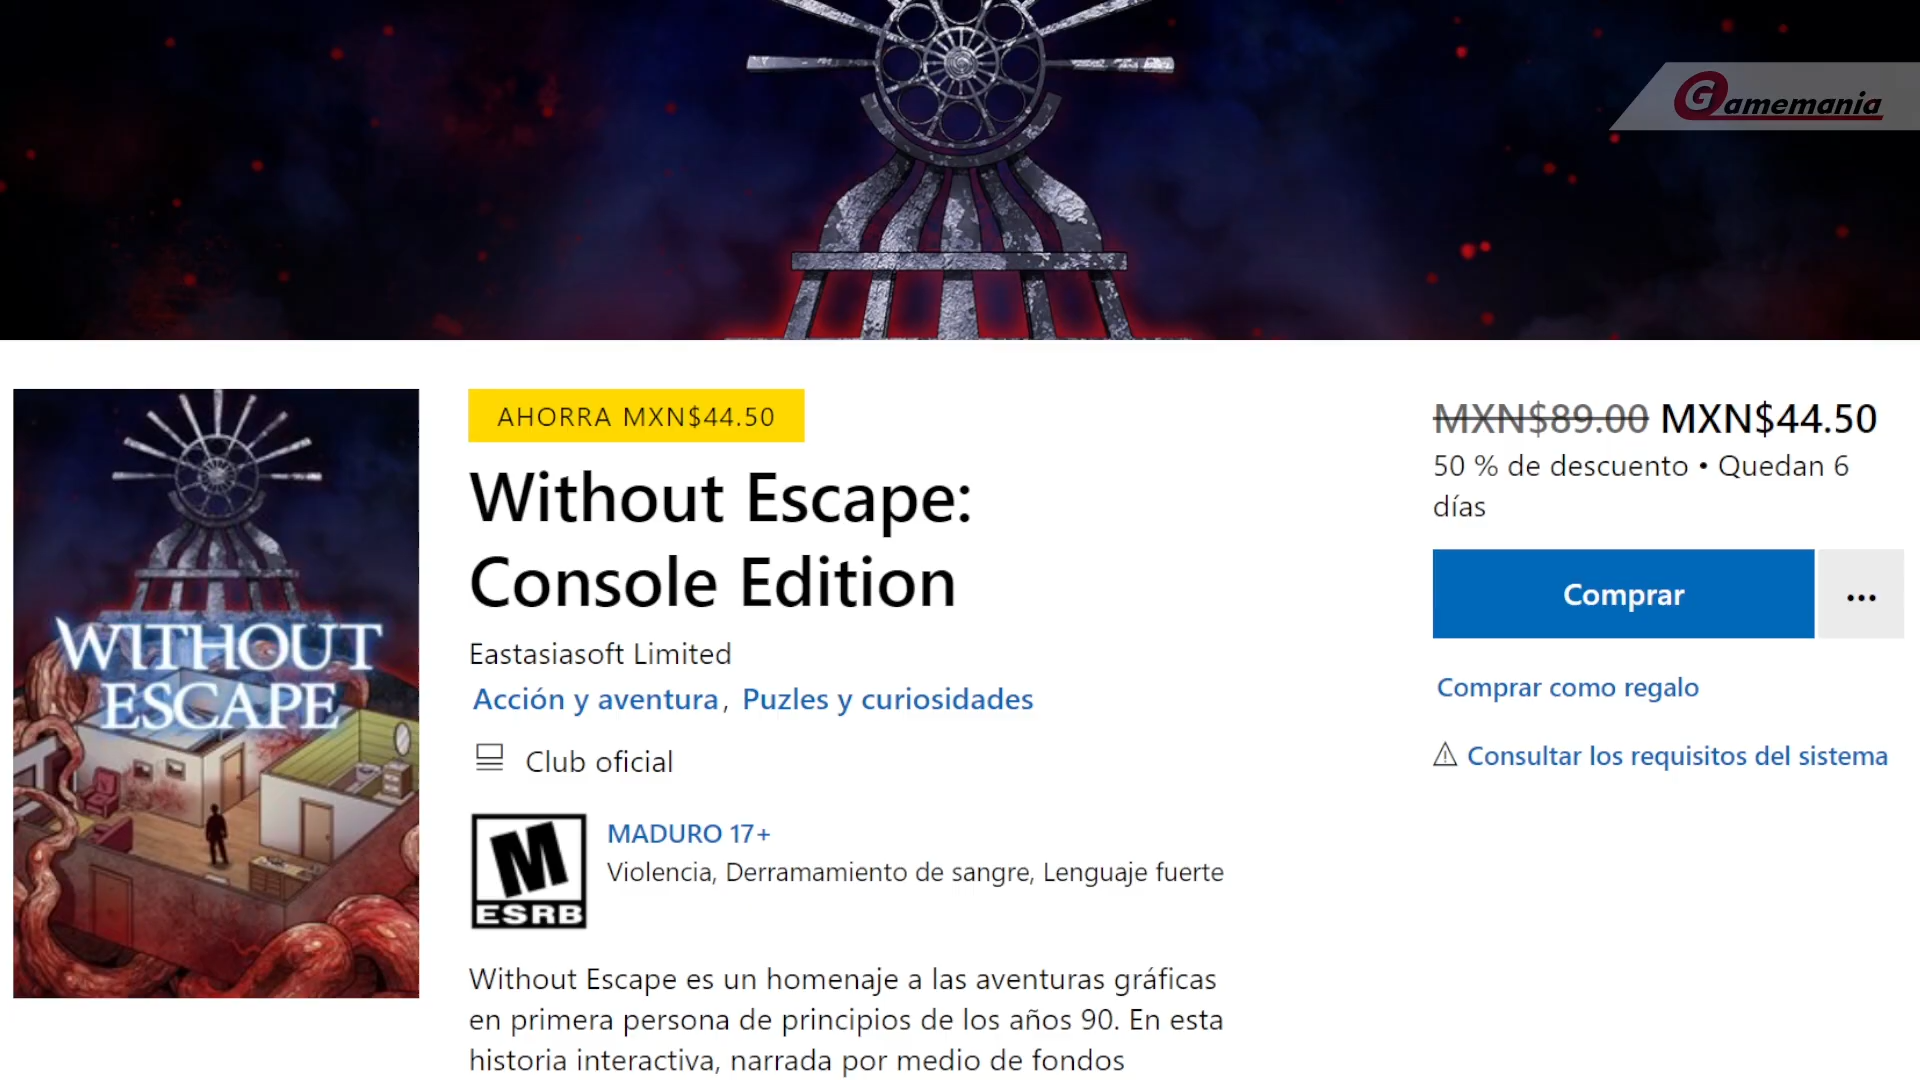 Gamemania
WITHOUT
ESCAPE
AHORRA MXN$44.50
Without Escape:
Console Edition
Eastasiasoft Limited
Acción y aventura, Puzles y curiosidades
Club oficial
M
ESRB
MADURO 17+
Violencia, Derramamiento de sangre, Lenguaje fuerte
Without Escape es un homenaje a las aventuras gráficas
en primera persona de principios de los años 90. En esta
historia interactiva, narrada por medio de fondos
MXN$89.00 MXN$44.50
50 % de descuento • Quedan 6
días
Comprar
...
Comprar como regalo
Consultar los requisitos del sistema